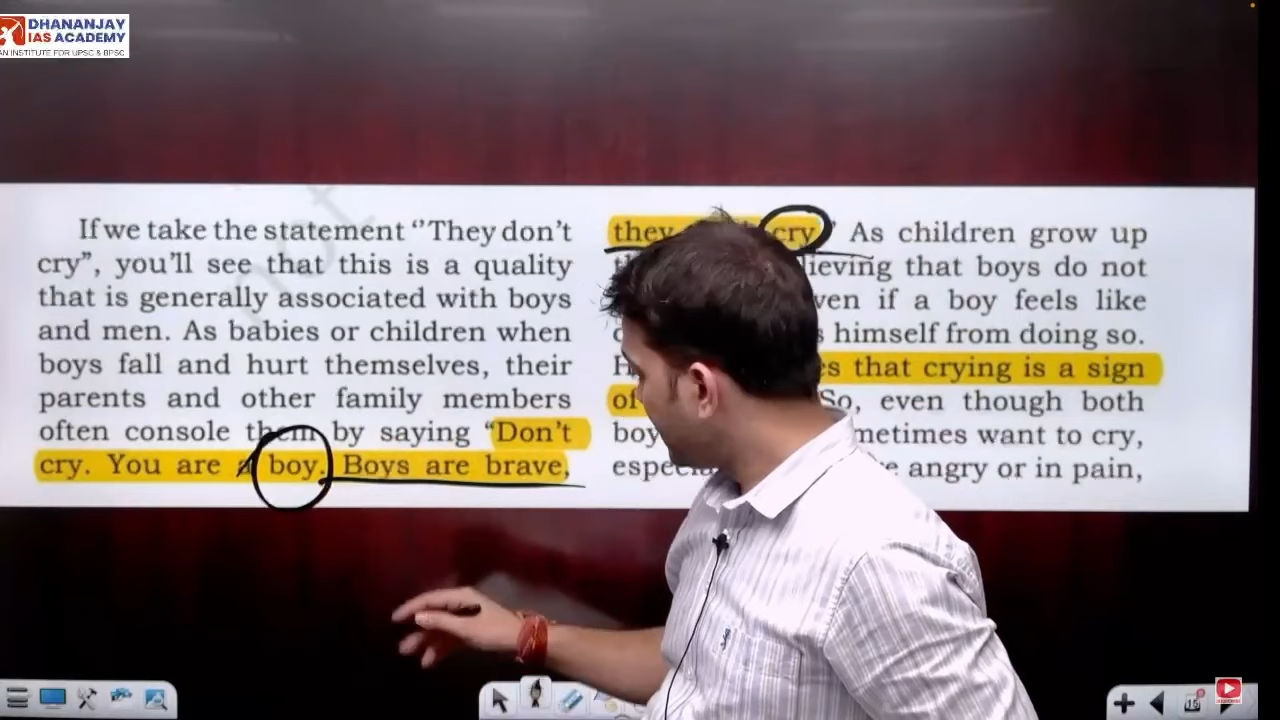 DHANANJAY
IAS ACADEMY
AN INSTITUTE FOR UPSC & BPSC
not
If we take the statement “They don’t
cry”, you’ll see that this is a quality
that is generally associated with boys
and men. As babies or children when
boys fall and hurt themselves, their
parents and other family members
often console them by saying “Don’t
cry. You are a boy. Boys are brave,
they cry.” As children grow up
believing that boys do not
even if a boy feels like
himself from doing so.
that crying is a sign
of So, even though both
sometimes want to cry,
angry or in pain,